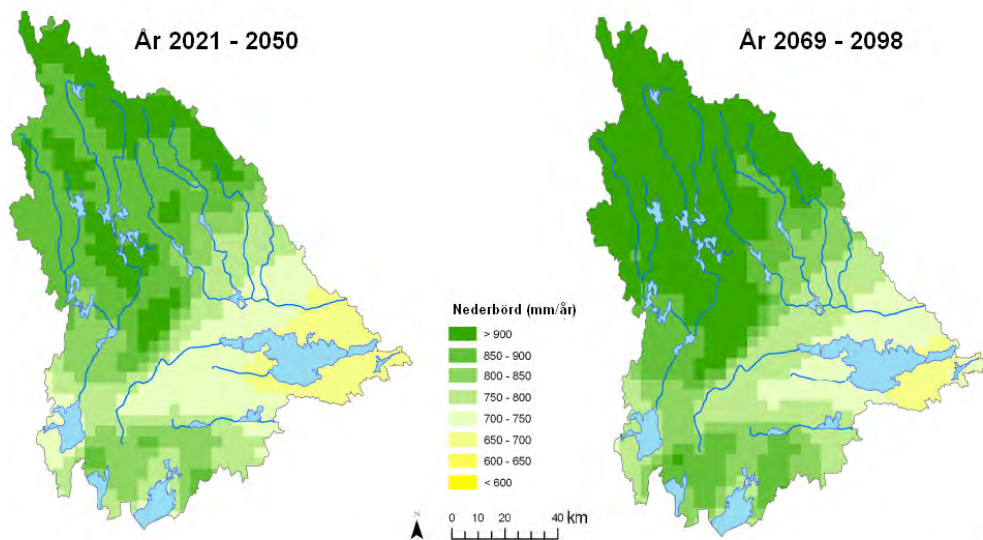 År 2021 - 2050
År 2069 - 2098
Nederbörd (mm/år)
> 900
850 - 900
800 - 850
750 - 800
700 - 750
650 - 700
600 - 650
< 600
N
0 10 20 40 km